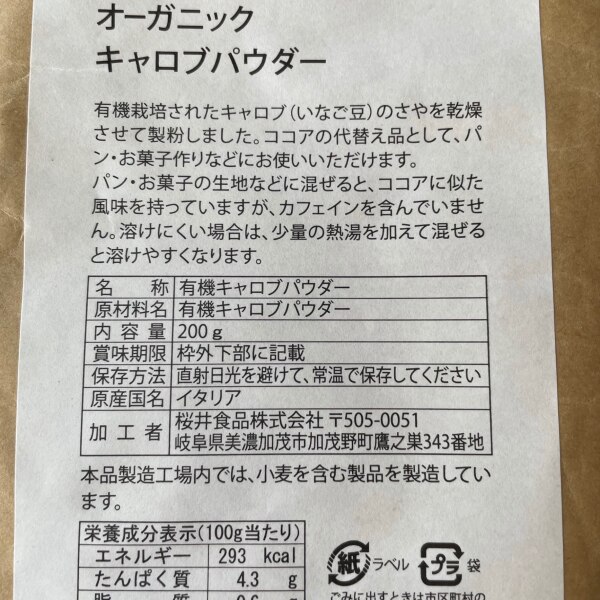 オーガニック
キャロブパウダー
有機栽培されたキャロブ(いなご豆)のさやを乾燥
させて製粉しました。ココアの代替え品として、パ
ン・お菓子作りなどにお使いいただけます。
パン・お菓子の生地などに混ぜると、ココアに似た
風味を持っていますが、カフェインを含んでいませ
ん。溶けにくい場合は、少量の熱湯を加えて混ぜる
と溶けやすくなります。
名 称 有機キャロブパウダー
原材料名 有機キャロブパウダー
内容量 200g
賞味期限 枠外下部に記載
保存方法 直射日光を避けて、常温で保存してください
原産国名 イタリア
加工者 桜井食品株式会社 〒505-0051
岐阜県美濃加茂市加茂野町鷹之巣343番地
本品製造工場内では、小麦を含む製品を製造してい
ます。
栄養成分表示(100g当たり)
エネルギー 293 kcal
たんぱく質 4.3 g
紙 ラベル プラ 袋
ごみに出すときは市区町村の